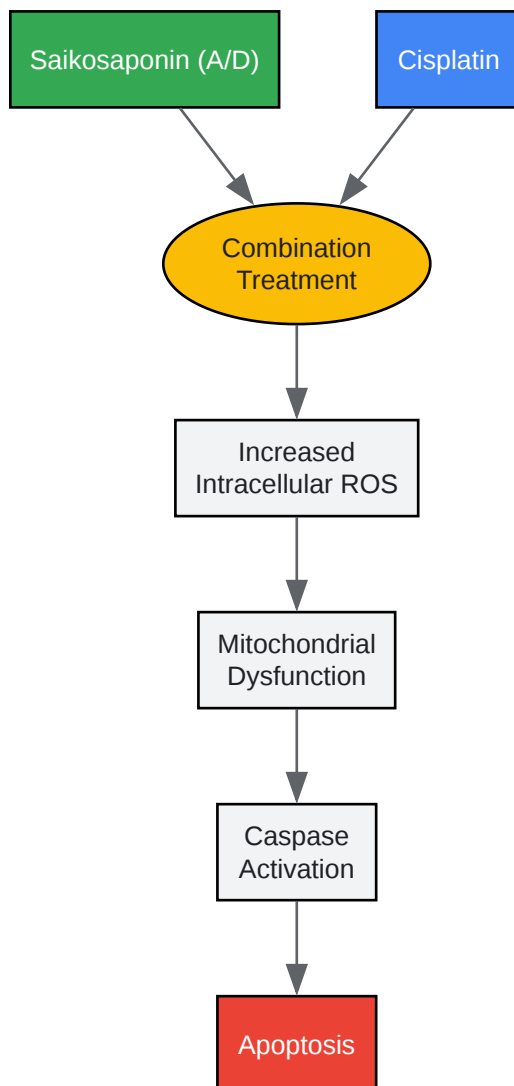 Saikosaponin (A/D)
Cisplatin
Combination
Treatment
Increased
Intracellular ROS
Mitochondrial
Dysfunction
Caspase
Activation
Apoptosis